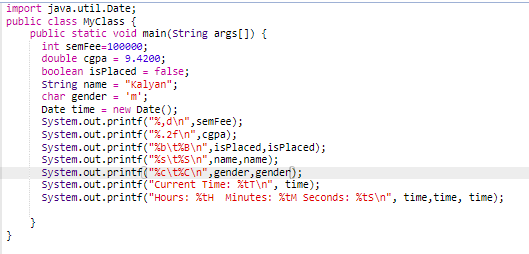 import java.util.Date;
public class MyClass {
    public static void main(String args[]) {
      int semFee=100000;
      double cgpa = 9.4200;
      boolean isPlaced = false;
      String name = "Kalyan";
      char gender = 'm';
      Date time = new Date();
      System.out.printf("%,d\n",semFee);
      System.out.printf("%.2f\n",cgpa);
      System.out.printf("%b\t%B\n",isPlaced,isPlaced);
      System.out.printf("%s\t%S\n",name,name);
      System.out.printf("%c\t%C\n",gender,gender);
      System.out.printf("Current Time: %tT\n", time);
      System.out.printf("Hours: %tH  Minutes: %tM Seconds: %tS\n", time,time, time);
    }
}